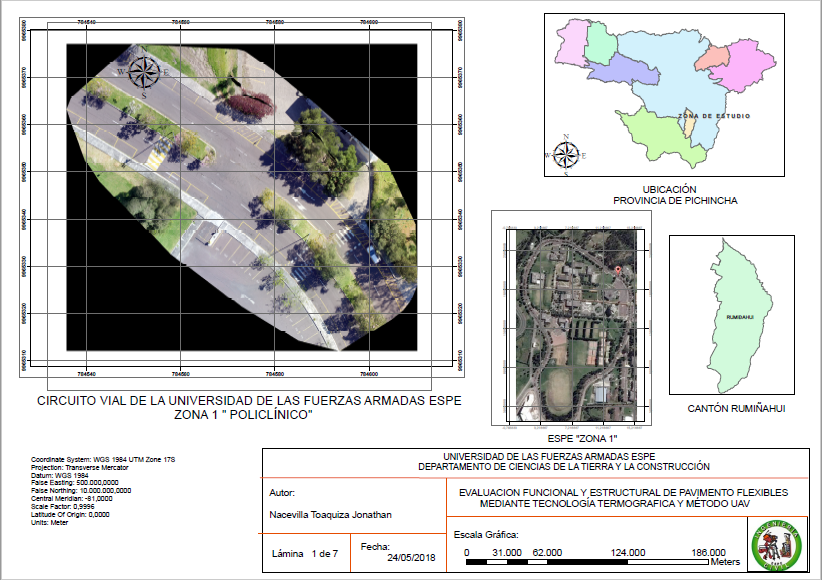 784540
784560
784580
784600
9965380
9965370
9965360
9965350
9965340
9965330
9965320
9965310
N
W E
S
784540
784560
784580
784600
CIRCUITO VIAL DE LA UNIVERSIDAD DE LAS FUERZAS ARMADAS ESPE
ZONA 1 " POLICLÍNICO"
ZONA DE ESTUDIO
N
W E
S
UBICACIÓN
PROVINCIA DE PICHINCHA
ESPE "ZONA 1"
RUMIÑAHUI
CANTÓN RUMIÑAHUI
Coordinate System: WGS 1984 UTM Zone 17S
Projection: Transverse Mercator
Datum: WGS 1984
False Easting: 500.000,0000
False Northing: 10.000.000,0000
Central Meridian: -81,0000
Scale Factor: 0,9996
Latitude Of Origin: 0,0000
Units: Meter
UNIVERSIDAD DE LAS FUERZAS ARMADAS ESPE
DEPARTAMENTO DE CIENCIAS DE LA TIERRA Y LA CONSTRUCCIÓN
Autor:
Nacevilla Toaquiza Jonathan
EVALUACION FUNCIONAL Y ESTRUCTURAL DE PAVIMENTO FLEXIBLES
MEDIANTE TECNOLOGÍA TERMOGRAFICA Y MÉTODO UAV
Lámina 1 de 7
Fecha:
24/05/2018
Escala Gráfica:
0 31.000 62.000 124.000 186.000
Meters
INGENIERIA
CIVIL